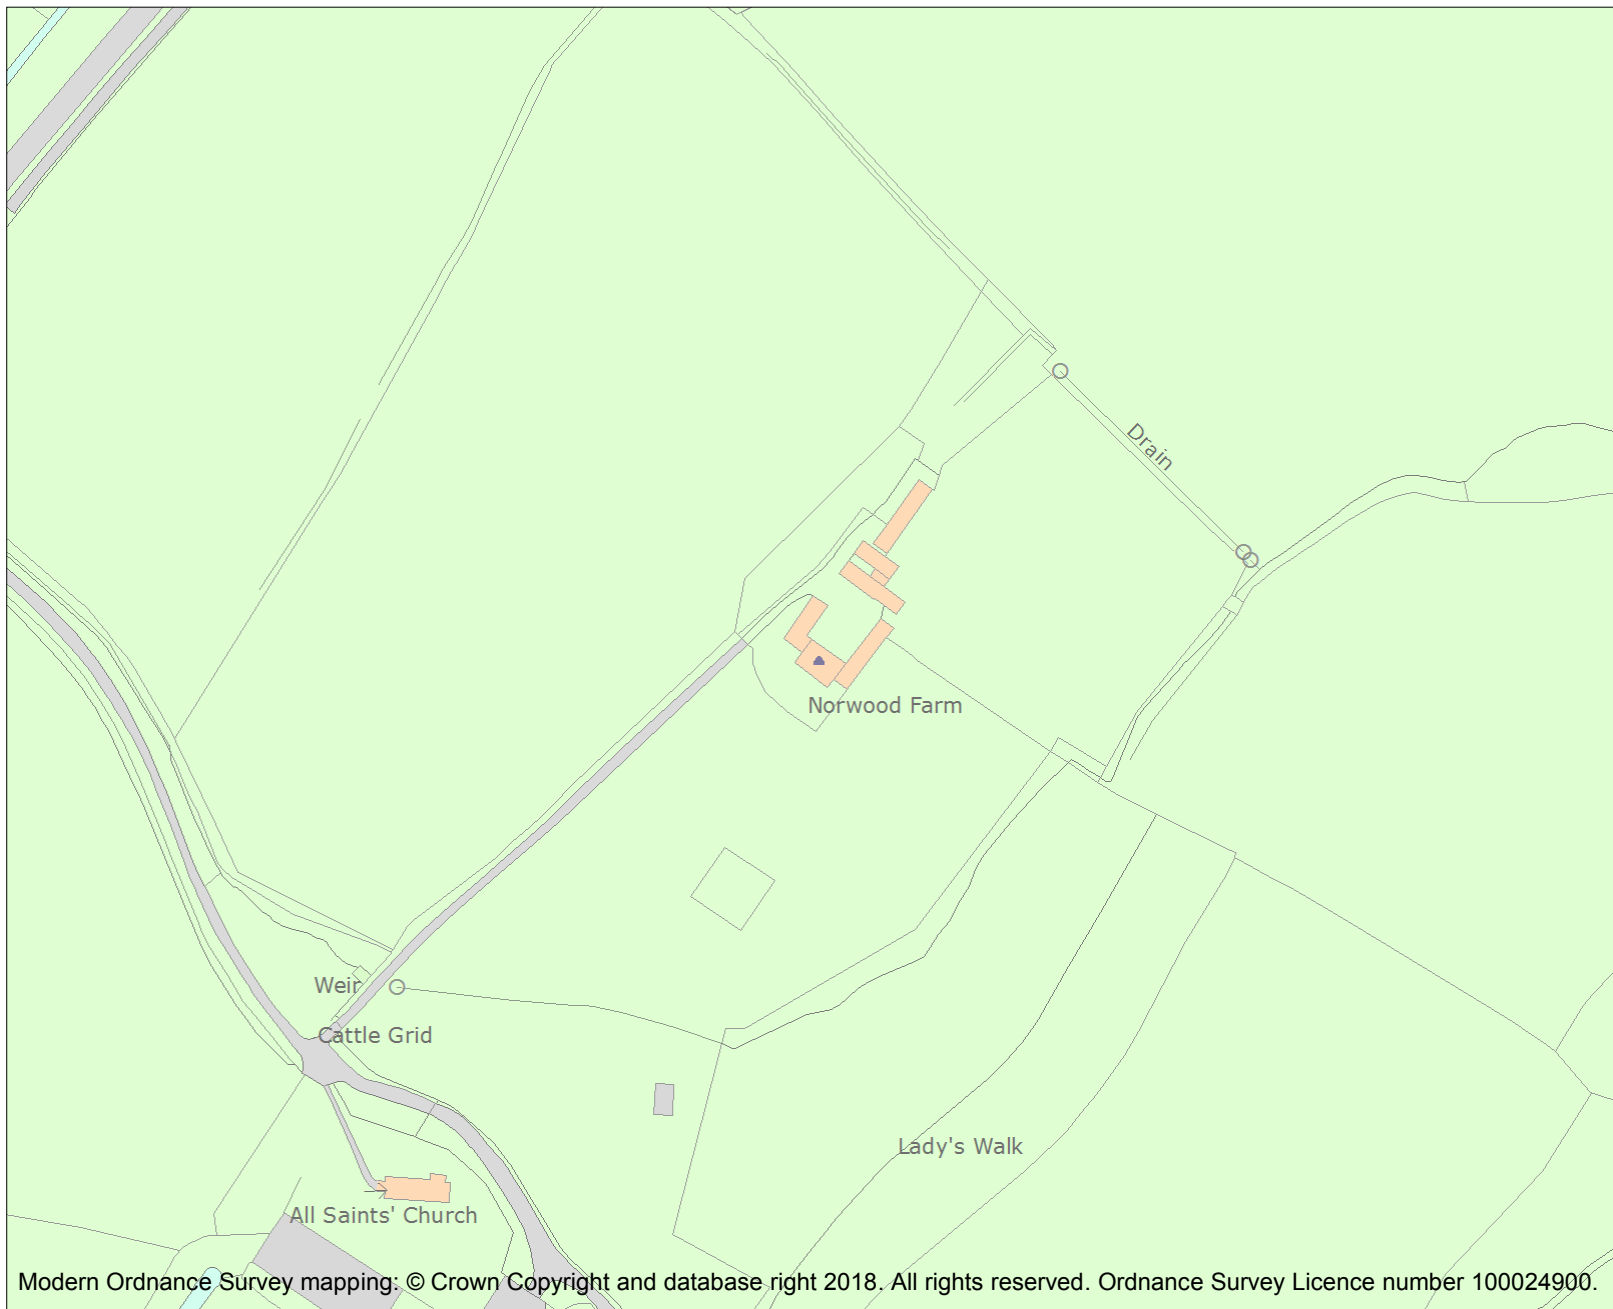 Drain
Norwood Farm
Weir
Cattle Grid
Lady's Walk
All Saints' Church
Modern Ordnance Survey mapping: © Crown Copyright and database right 2018. All rights reserved. Ordnance Survey Licence number 100024900.